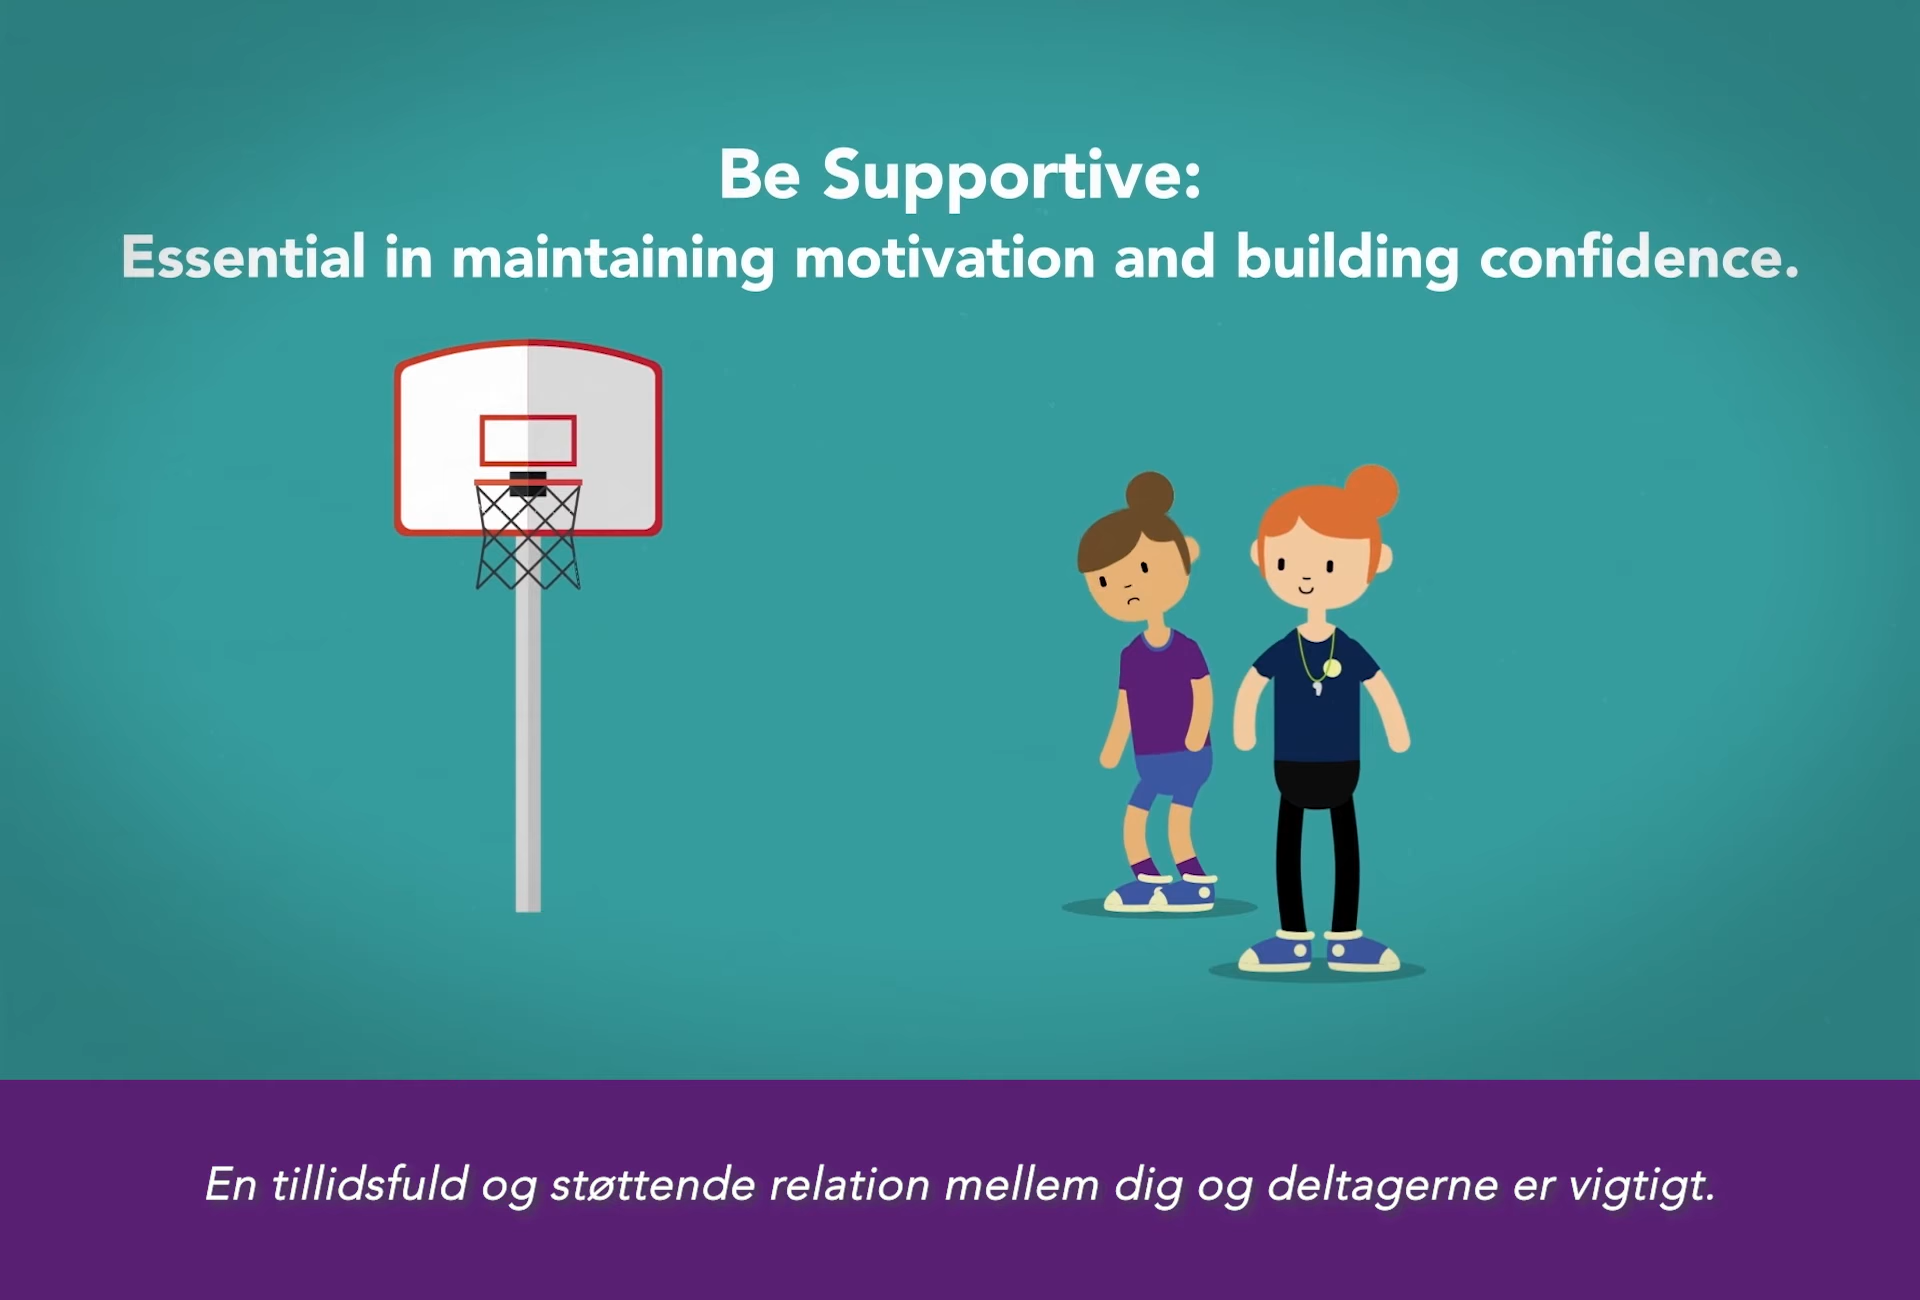 Be Supportive:
Essential in maintaining motivation and building confidence.
En tillidsfuld og støttende relation mellem dig og deltagerne er vigtigt.